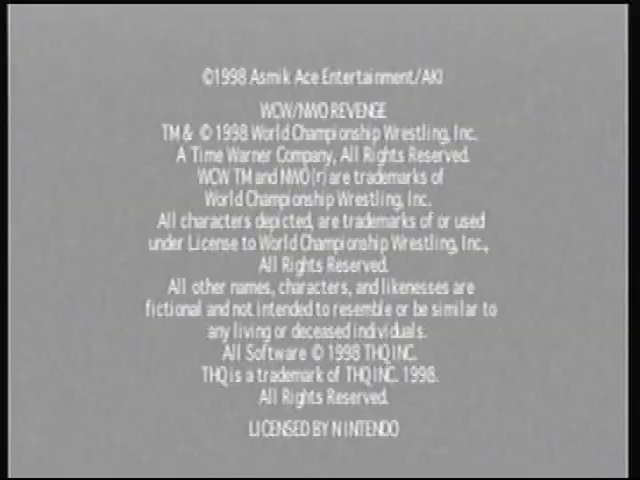 ©1998 Asmik Ace Entertainment/AKI
WCW/NWO REVENGE
TM & © 1998 World Championship Wrestling, Inc.
A Time Warner Company, All Rights Reserved.
WCW TM and NWO(r) are trademarks of
World Championship Wrestling, Inc.
All characters depicted, are trademarks of or used
under License to World Championship Wrestling, Inc.,
All Rights Reserved.
All other names, characters, and likenesses are
fictional and not intended to resemble or be similar to
any living or deceased individuals.
All Software © 1998 THQ INC.
THQ is a trademark of THQ INC. 1998.
All Rights Reserved.
LICENSED BY NINTENDO